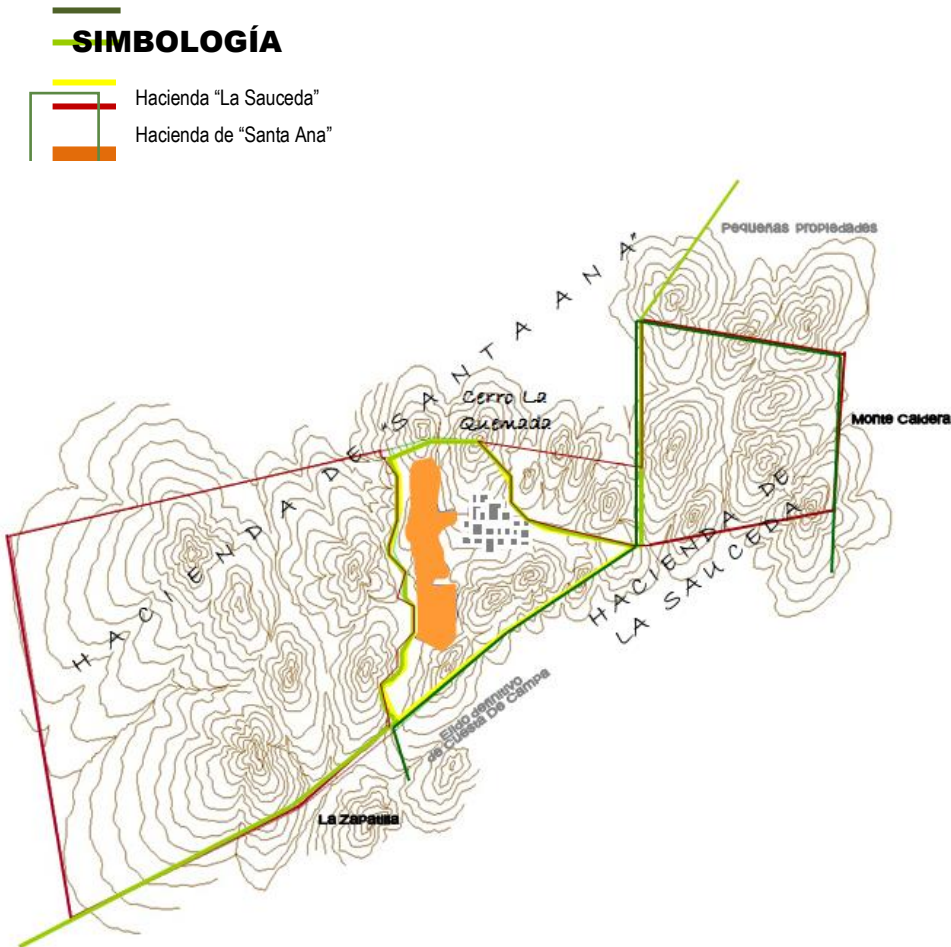 SIMBOLOGÍA
Hacienda “La Sauceda”
Hacienda de “Santa Ana”
Pequeñas propiedades
HACIENDA DE "SANTA ANA"
Cerro La
Quemada
Monte Caldera
HACIENDA DE
LA SAUCEDA
Ejido definitivo
de Cuesta De Campa
La Zapatilla